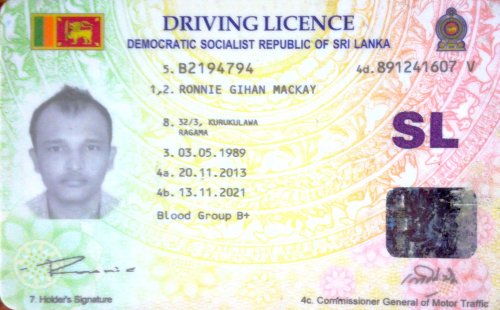 DRIVING LICENCE
DEMOCRATIC SOCIALIST REPUBLIC OF SRI LANKA
5. B2194794 4d. 891241607 V
1,2. RONNIE GIHAN MACKAY
8. 32/3, KURUKULAWA
RAGAMA
SL
3. 03.05.1989
4a. 20.11.2013
4b. 13.11.2021
Blood Group B+
Ronnie
7. Holder's Signature 4c. Commissioner General of Motor Traffic